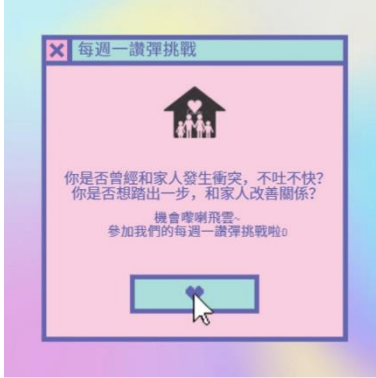 每週一讚彈挑戰
你是否曾經和家人發生衝突，不吐不快?
你是否想踏出一步，和家人改善關係?
機會嚟喇飛雲~
參加我們的每週一讚彈挑戰啦D